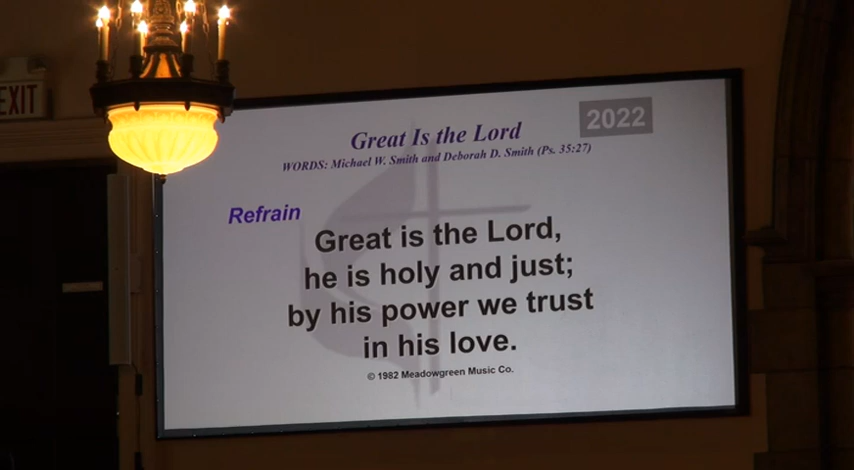 EXIT
2022
Great Is the Lord
WORDS: Michael W. Smith and Deborah D. Smith (Ps. 35:27)
Refrain
Great is the Lord,
he is holy and just;
by his power we trust
in his love.
© 1982 Meadowgreen Music Co.